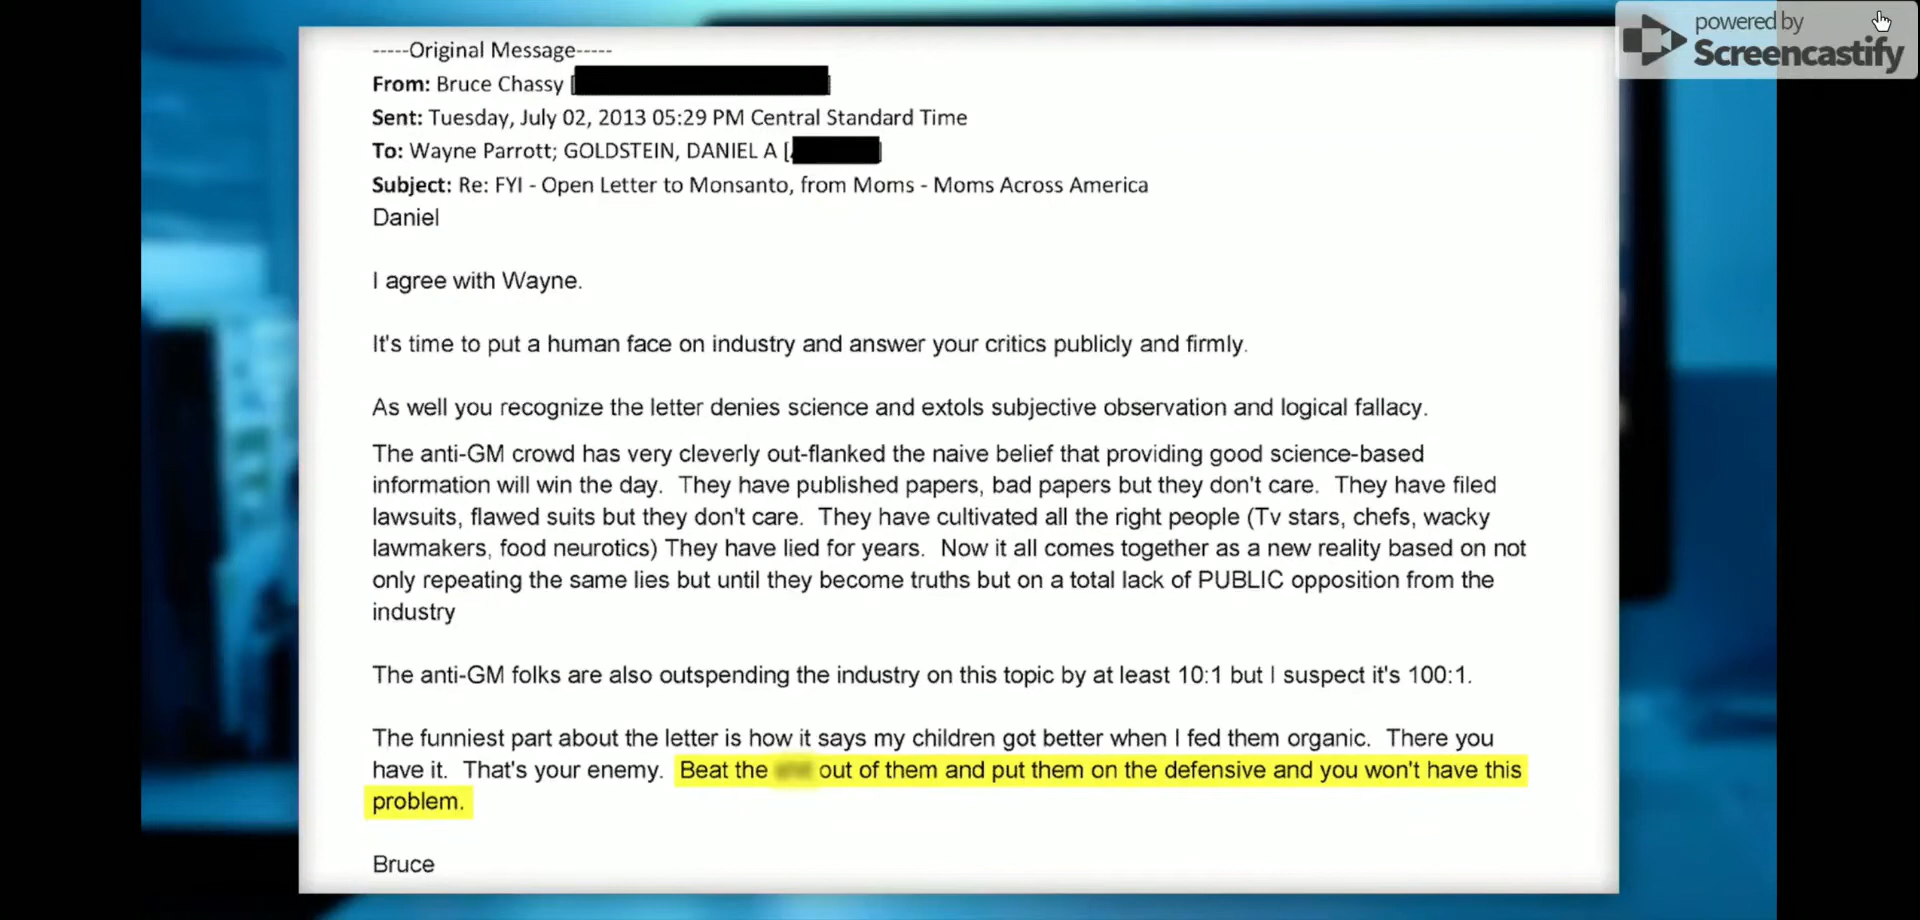 powered by
Screencastify
-----Original Message-----
From: Bruce Chassy [
Sent: Tuesday, July 02, 2013 05:29 PM Central Standard Time
To: Wayne Parrott; GOLDSTEIN, DANIEL A [
Subject: Re: FYI - Open Letter to Monsanto, from Moms - Moms Across America
Daniel
I agree with Wayne.
It's time to put a human face on industry and answer your critics publicly and firmly.
As well you recognize the letter denies science and extols subjective observation and logical fallacy.
The anti-GM crowd has very cleverly out-flanked the naive belief that providing good science-based
information will win the day. They have published papers, bad papers but they don't care. They have filed
lawsuits, flawed suits but they don't care. They have cultivated all the right people (Tv stars, chefs, wacky
lawmakers, food neurotics) They have lied for years. Now it all comes together as a new reality based on not
only repeating the same lies but until they become truths but on a total lack of PUBLIC opposition from the
industry
The anti-GM folks are also outspending the industry on this topic by at least 10:1 but I suspect it's 100:1.
The funniest part about the letter is how it says my children got better when I fed them organic. There you
have it. That's your enemy. Beat the out of them and put them on the defensive and you won't have this
problem.
Bruce